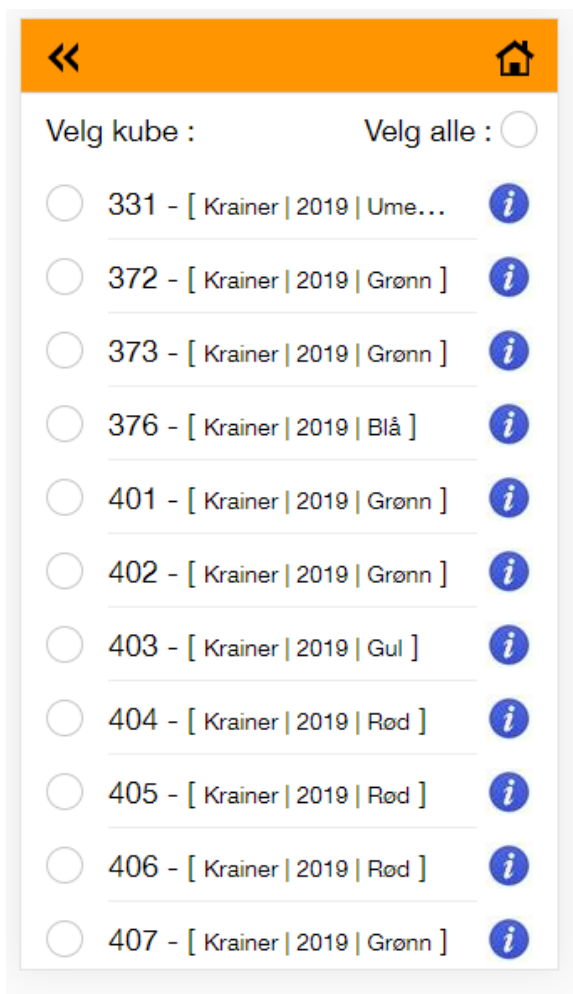 Velg kube : Velg alle :
331 - [ Krainer | 2019 | Ume...
372 - [ Krainer | 2019 | Grønn ]
373 - [ Krainer | 2019 | Grønn ]
376 - [ Krainer | 2019 | Blå ]
401 - [ Krainer | 2019 | Grønn ]
402 - [ Krainer | 2019 | Grønn ]
403 - [ Krainer | 2019 | Gul ]
404 - [ Krainer | 2019 | Rød ]
405 - [ Krainer | 2019 | Rød ]
406 - [ Krainer | 2019 | Rød ]
407 - [ Krainer | 2019 | Grønn ]